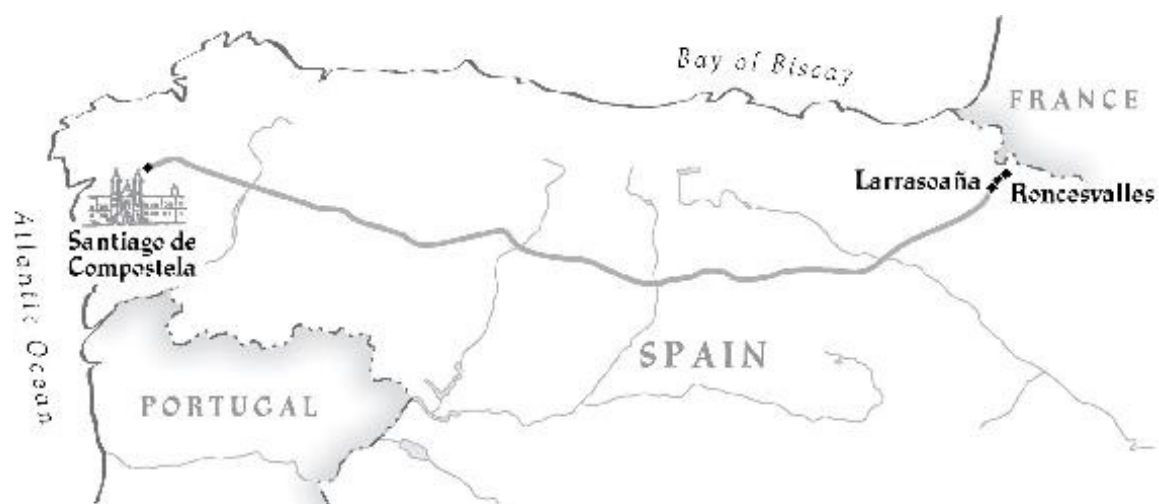 Bay of Biscay
FRANCE
Larrasoaña
Roncesvalles
Santiago de
Compostela
Atlantic Ocean
SPAIN
PORTUGAL